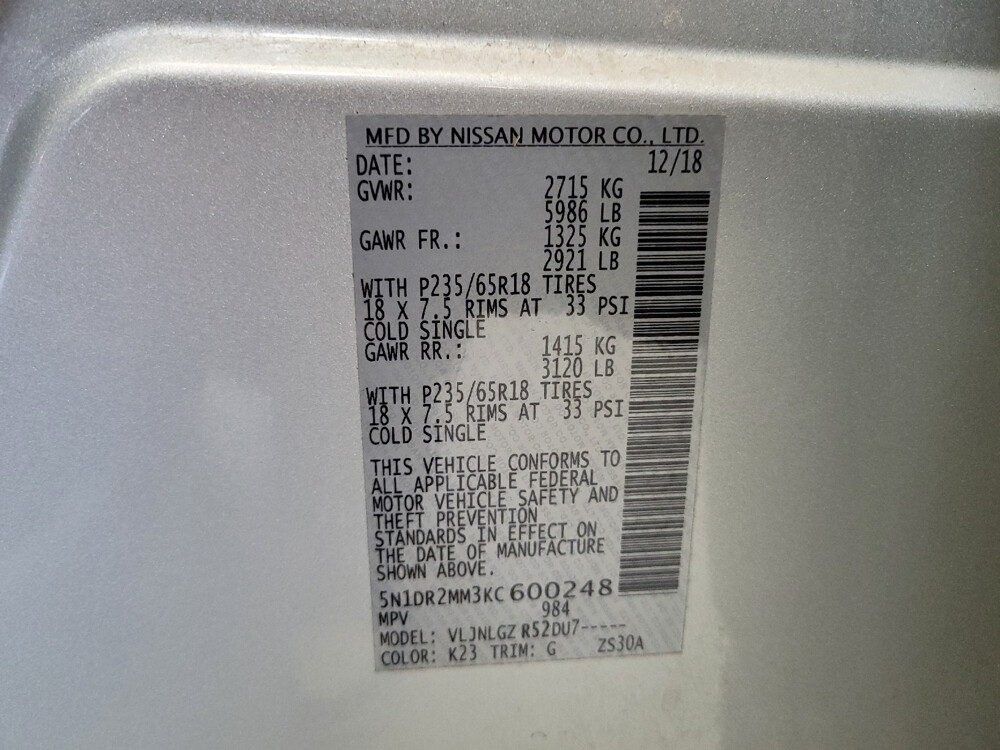 MFD BY NISSAN MOTOR CO., LTD.
DATE: 12/18
GVWR: 2715 KG
5986 LB
GAWR FR.: 1325 KG
2921 LB
WITH P235/65R18 TIRES
18 X 7.5 RIMS AT 33 PSI
COLD SINGLE
GAWR RR.: 1415 KG
3120 LB
WITH P235/65R18 TIRES
18 X 7.5 RIMS AT 33 PSI
COLD SINGLE
THIS VEHICLE CONFORMS TO
ALL APPLICABLE FEDERAL
MOTOR VEHICLE SAFETY AND
THEFT PREVENTION
STANDARDS IN EFFECT ON
THE DATE OF MANUFACTURE
SHOWN ABOVE.
5N1DR2MM3KC600248
MPV 984
MODEL: VLJNLGZ R52DU7-----
COLOR: K23 TRIM: G ZS30A